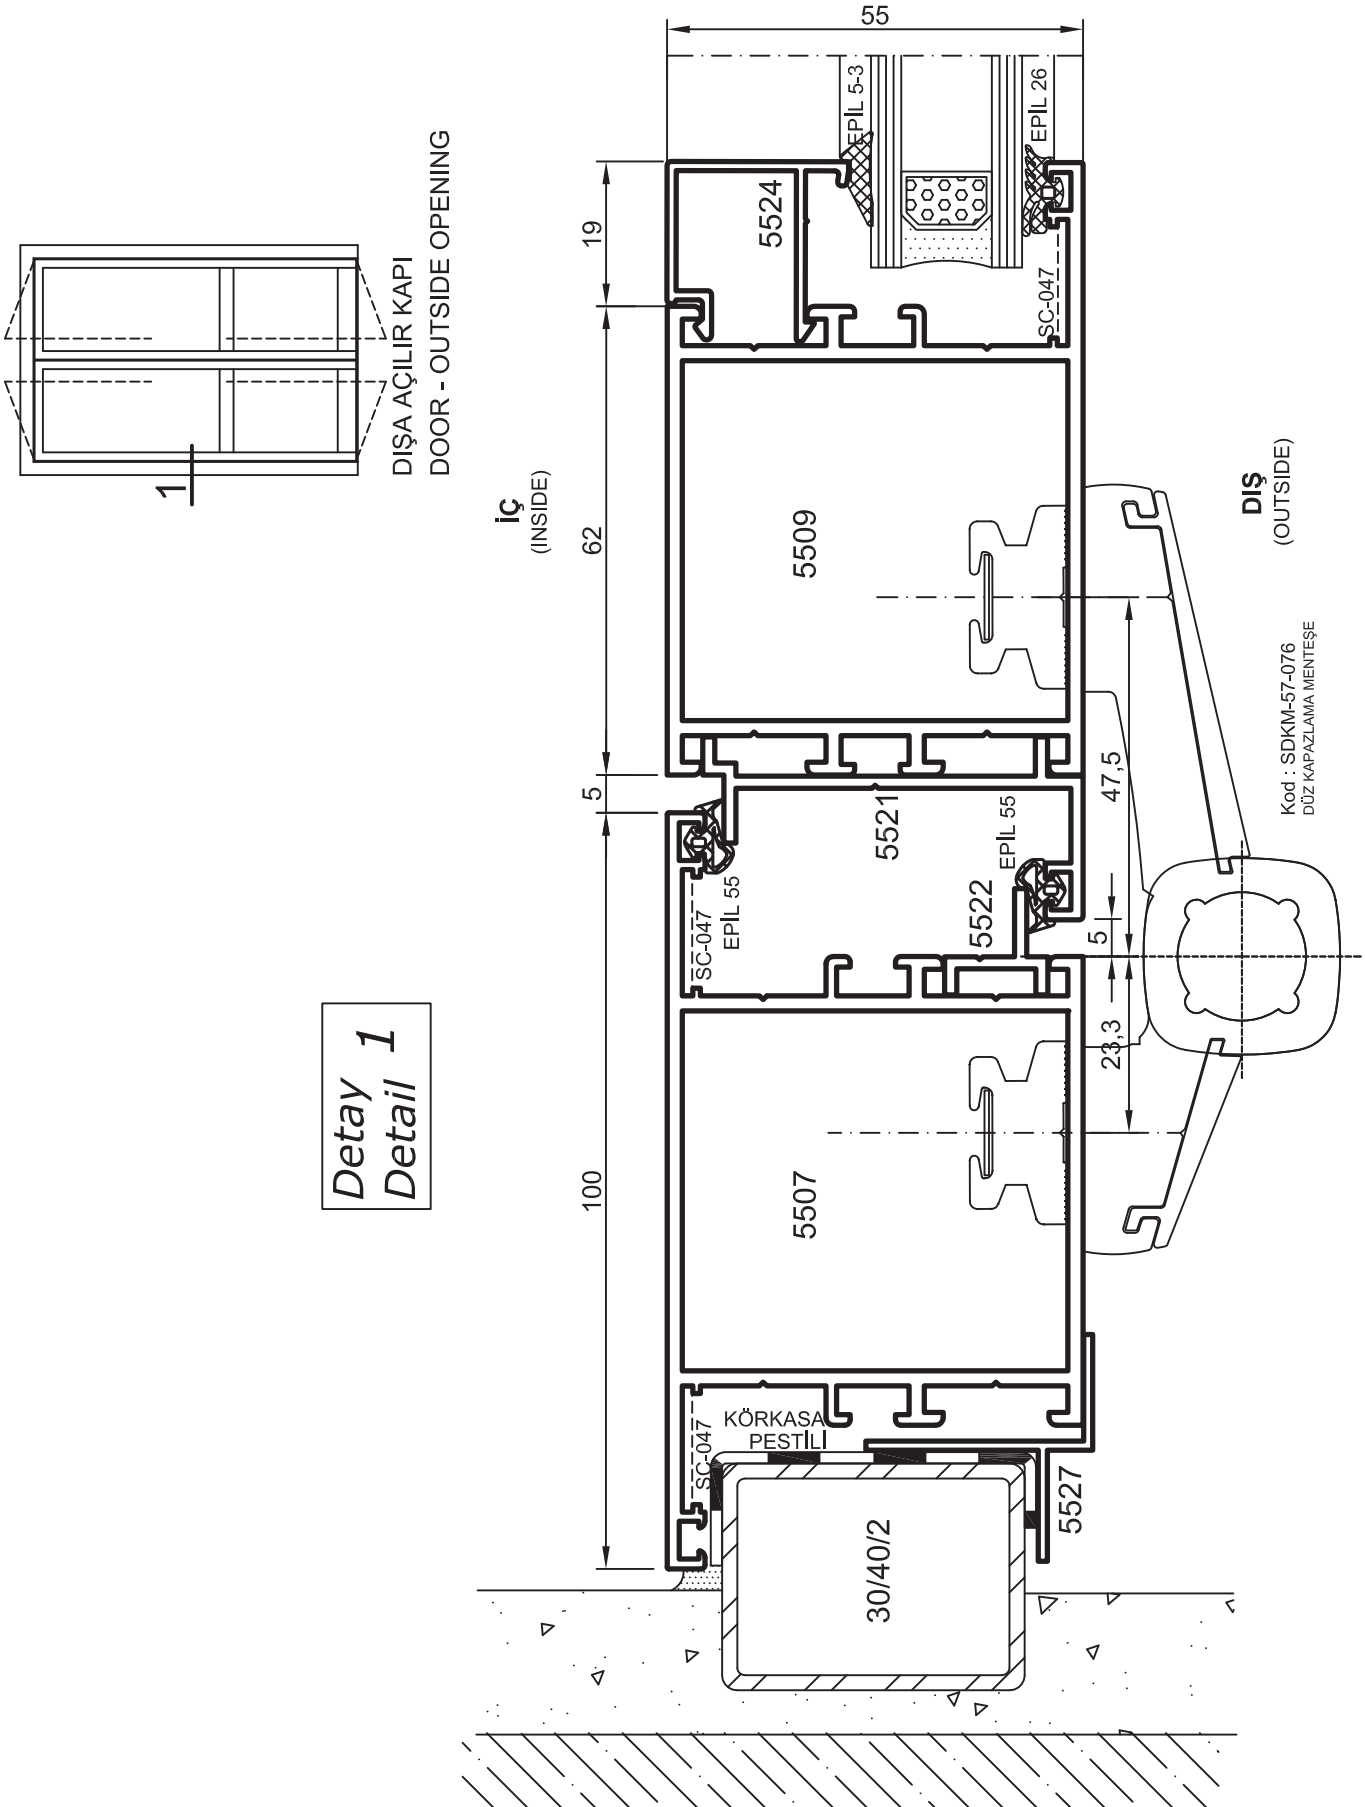 55
EPİL 5-3
EPİL 26
19
5524
SC-047
DIŞA AÇILIR KAPI
DOOR - OUTSIDE OPENING
1
İÇ
(INSIDE)
62
5509
DIŞ
(OUTSIDE)
Kod : SDKM-57-076
DÜZ KAPAZLAMA MENTEŞE
47,5
5
5521
EPİL 55
5522
SC-047
EPİL 55
5
23,3
Detay 1
Detail 1
100
5507
KÖRKASA
PESTİLİ
SC-047
5527
30/40/2